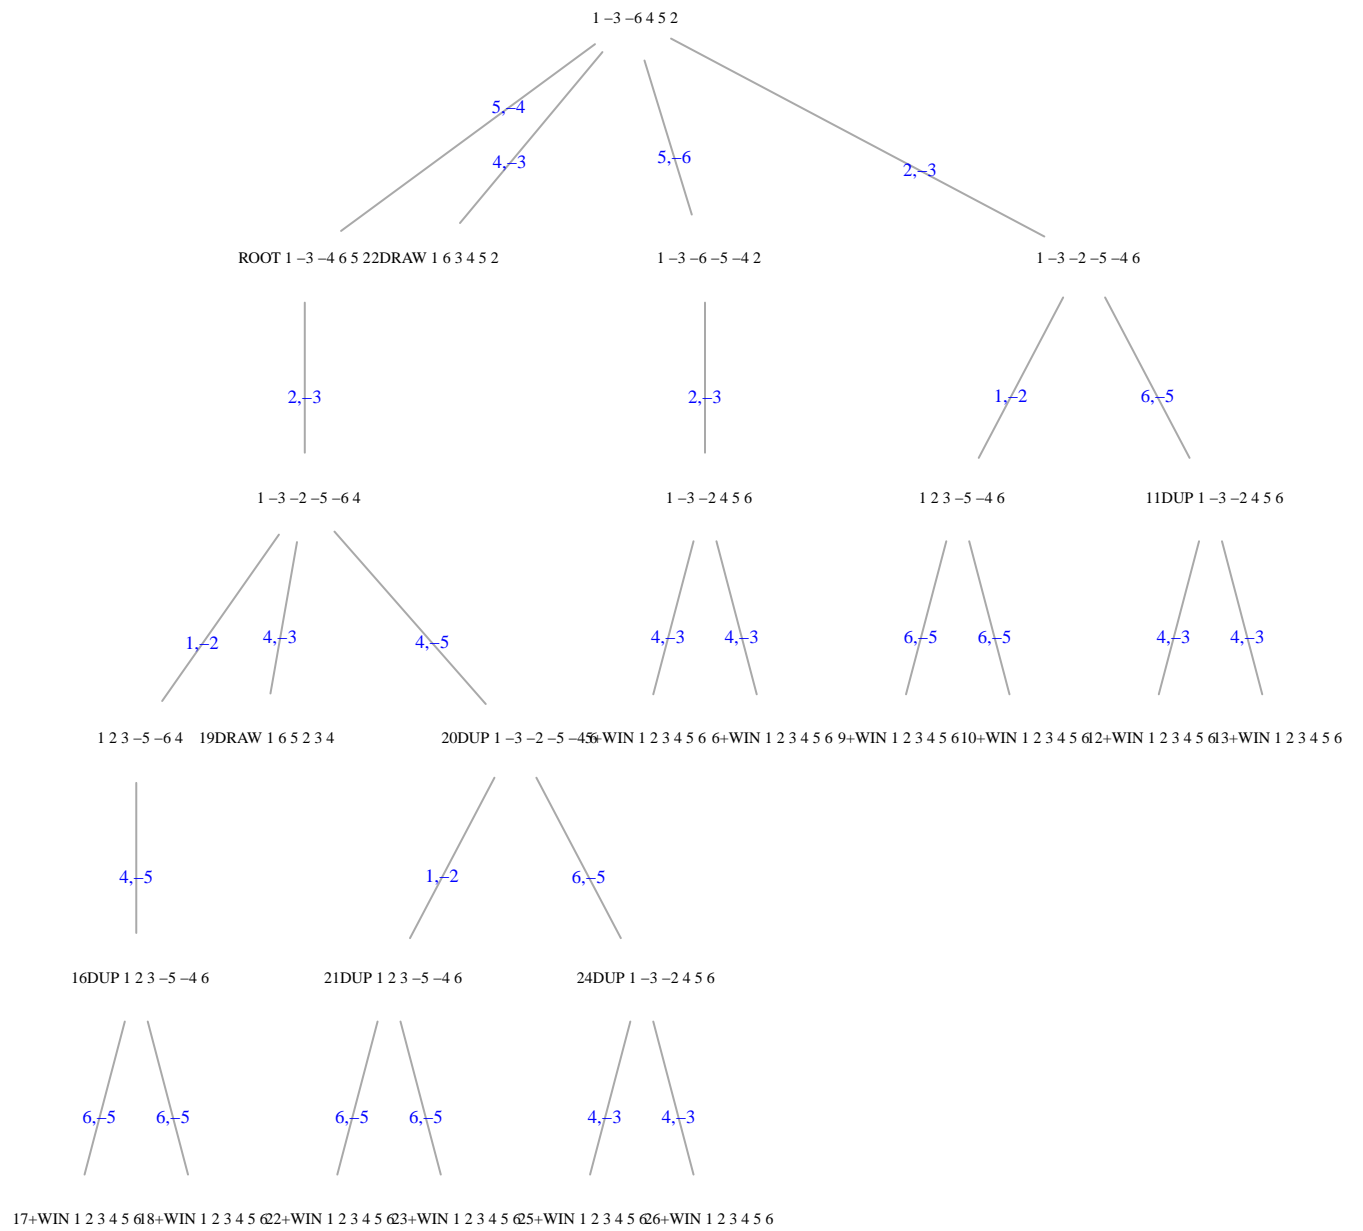 1 −3 −6 4 5 2
5,−4
4,−3
5,−6
2,−3
ROOT 1 −3 −4 6 5 2 2DRAW 1 6 3 4 5 2 1 −3 −6 −5 −4 2 1 −3 −2 −5 −4 6
2,−3 2,−3 1,−2 6,−5
1 −3 −2 −5 −6 4 1 −3 −2 4 5 6 1 2 3 −5 −4 6 11DUP 1 −3 −2 4 5 6
1,−2 4,−3 4,−5 4,−3 4,−3 6,−5 6,−5 4,−3 4,−3
1 2 3 −5 −6 4 19DRAW 1 6 5 2 3 4 20DUP 1 −3 −2 −5 −4 6 5+WIN 1 2 3 4 5 6 6+WIN 1 2 3 4 5 6 9+WIN 1 2 3 4 5 6 10+WIN 1 2 3 4 5 6 12+WIN 1 2 3 4 5 6 13+WIN 1 2 3 4 5 6
4,−5 1,−2 6,−5
16DUP 1 2 3 −5 −4 6 21DUP 1 2 3 −5 −4 6 24DUP 1 −3 −2 4 5 6
6,−5 6,−5 6,−5 6,−5 4,−3 4,−3
17+WIN 1 2 3 4 5 6 18+WIN 1 2 3 4 5 6 22+WIN 1 2 3 4 5 6 23+WIN 1 2 3 4 5 6 25+WIN 1 2 3 4 5 6 26+WIN 1 2 3 4 5 6